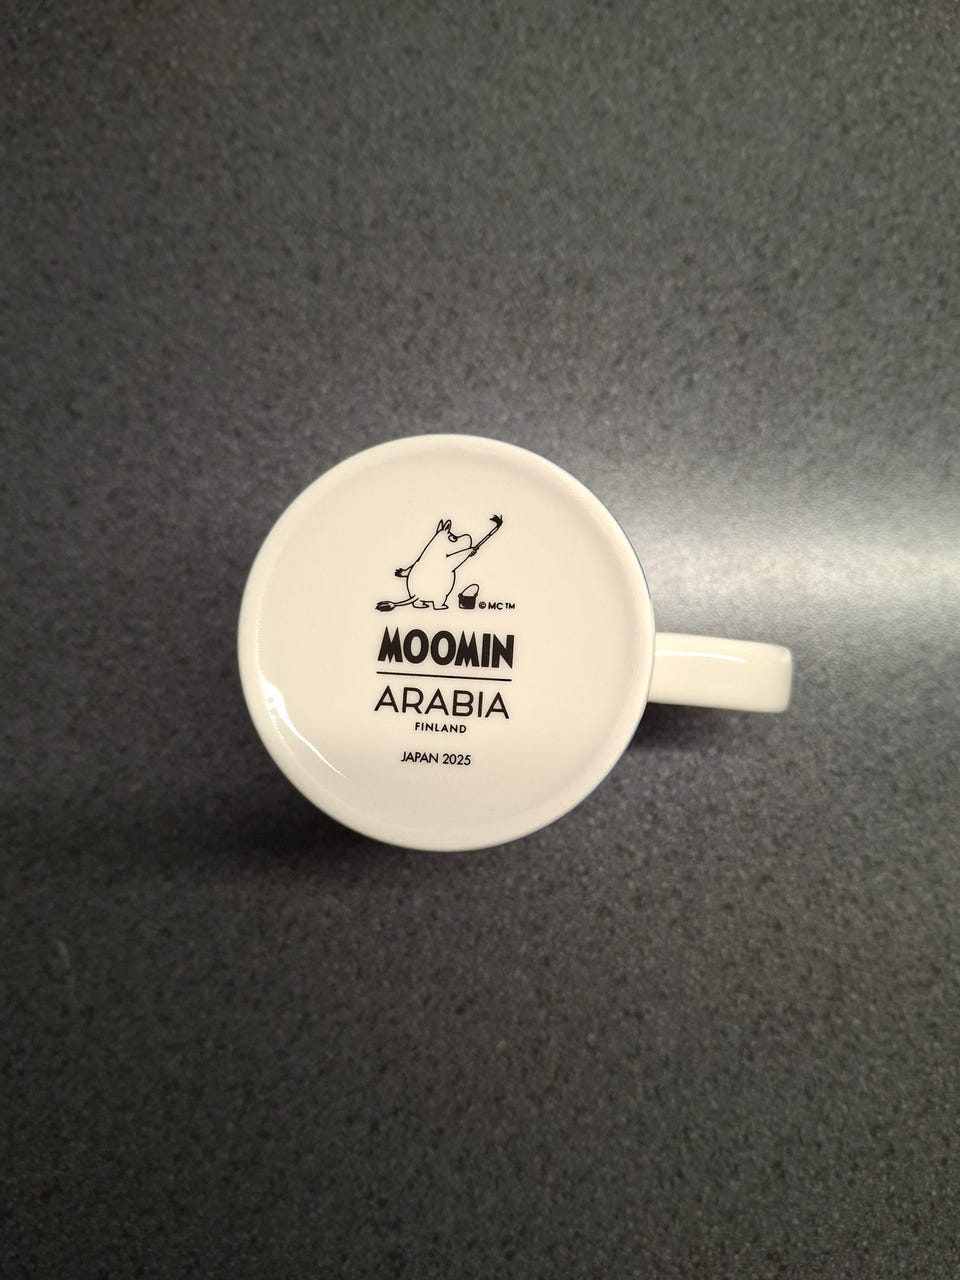 © MC ™
MOOMIN
ARABIA
FINLAND
JAPAN 2025